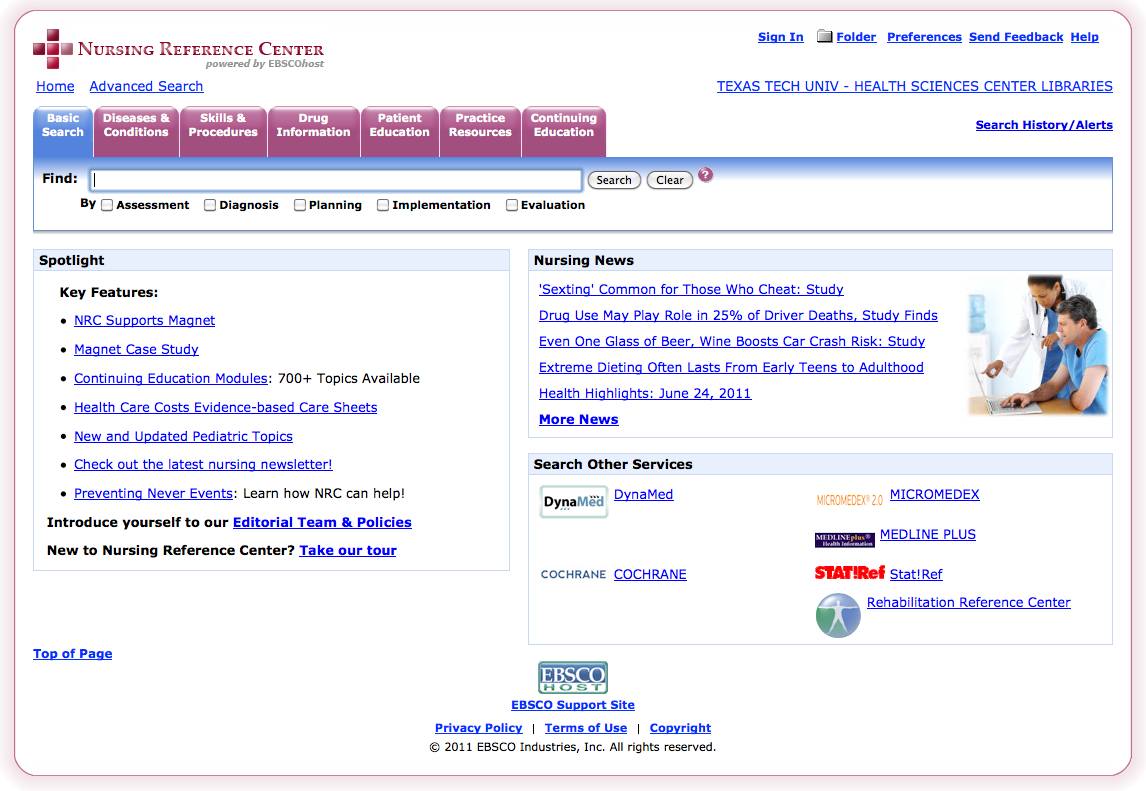 NURSING REFERENCE CENTER
powered by EBSCOhost
Sign In Folder Preferences Send Feedback Help
Home Advanced Search
TEXAS TECH UNIV - HEALTH SCIENCES CENTER LIBRARIES
Basic Search
Diseases & Conditions
Skills & Procedures
Drug Information
Patient Education
Practice Resources
Continuing Education
Search History/Alerts
Find: Search Clear ?
By Assessment Diagnosis Planning Implementation Evaluation
Spotlight
Key Features:
• NRC Supports Magnet
• Magnet Case Study
• Continuing Education Modules: 700+ Topics Available
• Health Care Costs Evidence-based Care Sheets
• New and Updated Pediatric Topics
• Check out the latest nursing newsletter!
• Preventing Never Events: Learn how NRC can help!
Introduce yourself to our Editorial Team & Policies
New to Nursing Reference Center? Take our tour
Nursing News
'Sexting' Common for Those Who Cheat: Study
Drug Use May Play Role in 25% of Driver Deaths, Study Finds
Even One Glass of Beer, Wine Boosts Car Crash Risk: Study
Extreme Dieting Often Lasts From Early Teens to Adulthood
Health Highlights: June 24, 2011
More News
Search Other Services
DynaMed DynaMed
MICROMEDEX® 2.0 MICROMEDEX
MEDLINEplus® Health Information MEDLINE PLUS
COCHRANE COCHRANE
STAT!Ref Stat!Ref
Rehabilitation Reference Center
Top of Page
EBSCO HOST
EBSCO Support Site
Privacy Policy | Terms of Use | Copyright
© 2011 EBSCO Industries, Inc. All rights reserved.